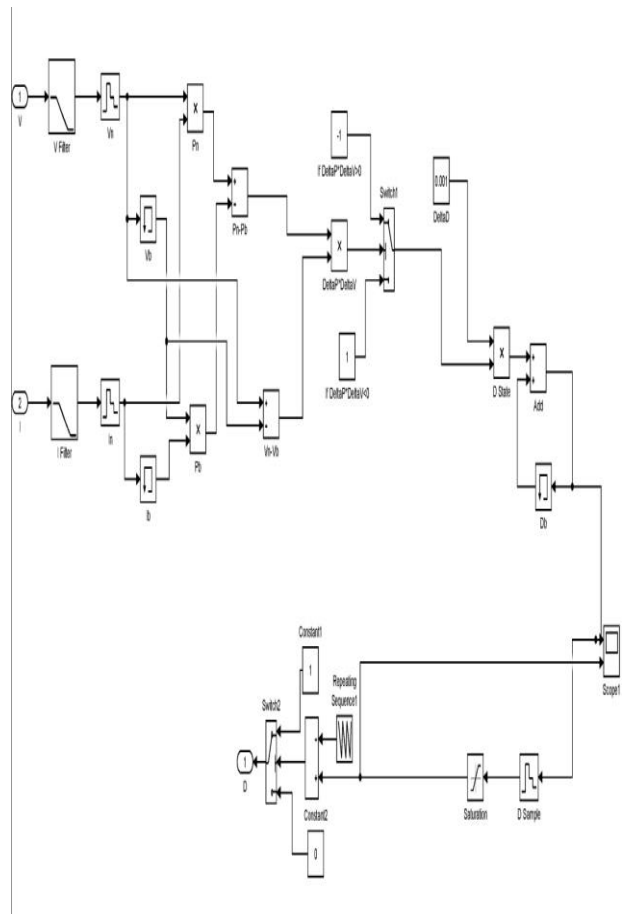 1
V
V Filter
Vn
x
Pn
-1
If DeltaP*DeltaV>0
Switch1
0.001
DeltaD
Vb
Pn-Pb
x
DeltaP*DeltaV
1
If DeltaP*DeltaV<0
x
D State
Add
2
I
I Filter
In
x
Pb
Vn-Vb
Ib
Db
Constant1
1
Repeating
Sequence1
Scope1
Switch2
1
D
Constant2
Saturation
D Sample
0